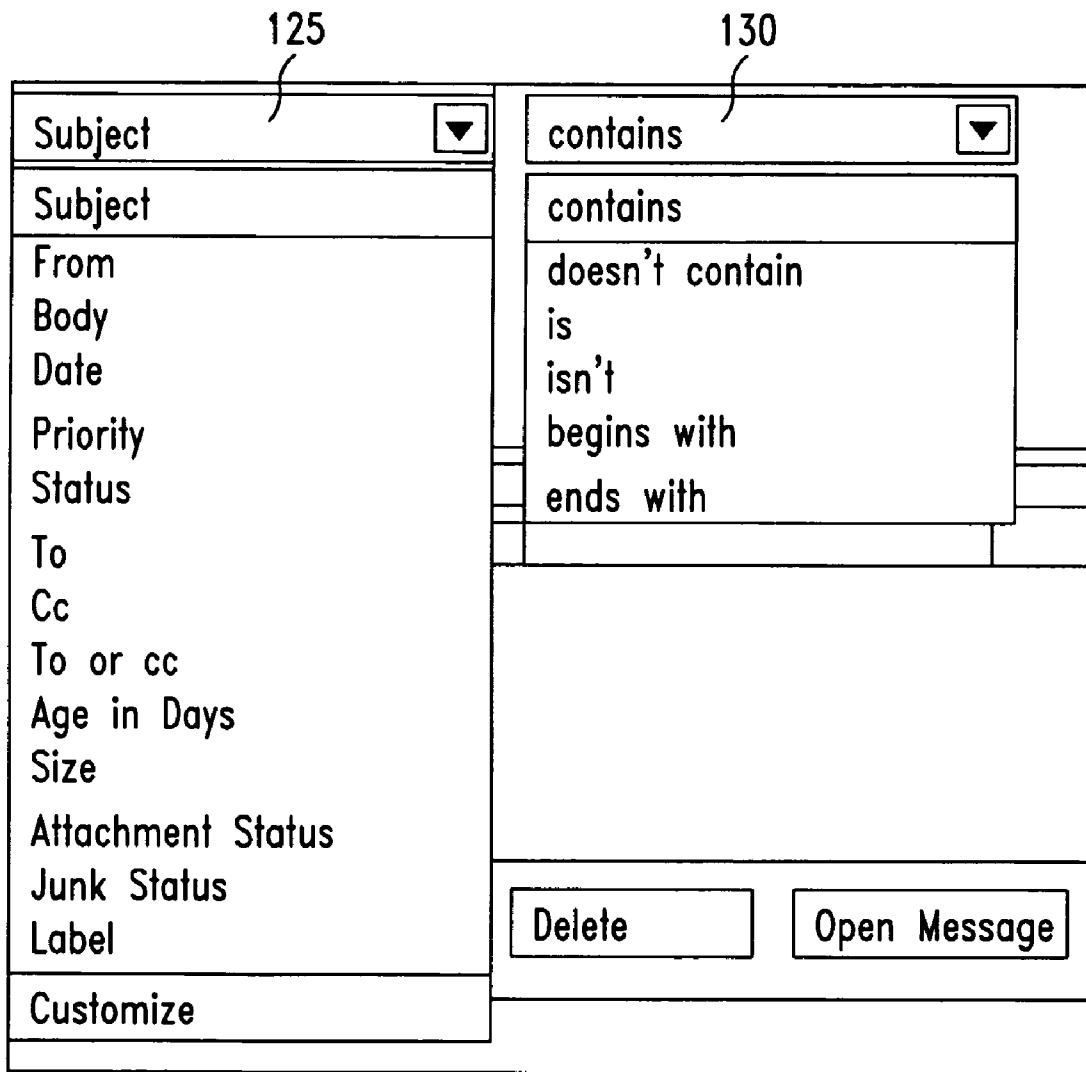 125 130
Subject contains
Subject
From
Body
Date
Priority
Status
To
Cc
To or cc
Age in Days
Size
Attachment Status
Junk Status
Label
Customize
contains
doesn't contain
is
isn't
begins with
ends with
Delete Open Message